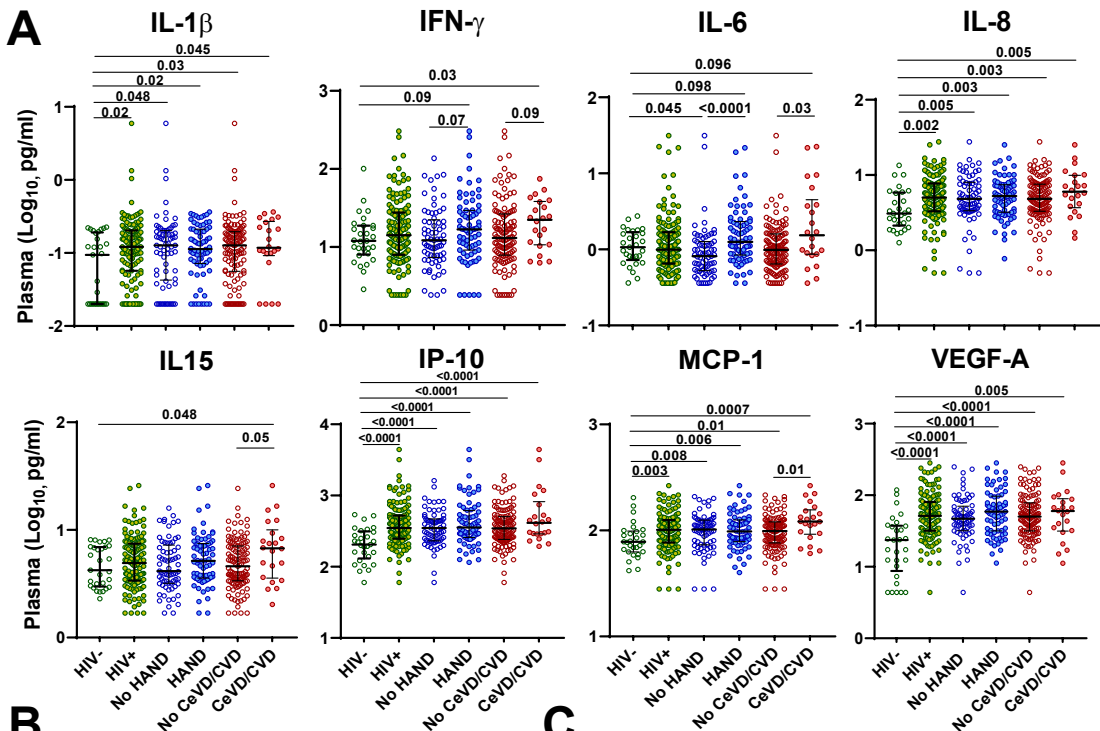 A
IL-1β
IFN-γ
IL-6
IL-8
Plasma (Log10, pg/ml)
0.045
0.03
0.02
0.048
0.02
1
0
-1
-2
0.03
0.09
0.07
0.09
3
2
1
0
0.096
0.098
0.045
<0.0001
0.03
2
1
0
-1
0.005
0.003
0.003
0.005
0.002
2
1
0
-1
IL15
IP-10
MCP-1
VEGF-A
Plasma (Log10, pg/ml)
0.048
0.05
2
1
0
<0.0001
<0.0001
<0.0001
<0.0001
<0.0001
4
3
2
1
0.0007
0.01
0.006
0.008
0.003
0.01
3
2
1
0.005
<0.0001
<0.0001
<0.0001
<0.0001
3
2
1
0
HIV-
HIV+
No HAND
HAND
No CeVD/CVD
CeVD/CVD
HIV-
HIV+
No HAND
HAND
No CeVD/CVD
CeVD/CVD
HIV-
HIV+
No HAND
HAND
No CeVD/CVD
CeVD/CVD
HIV-
HIV+
No HAND
HAND
No CeVD/CVD
CeVD/CVD
B
C